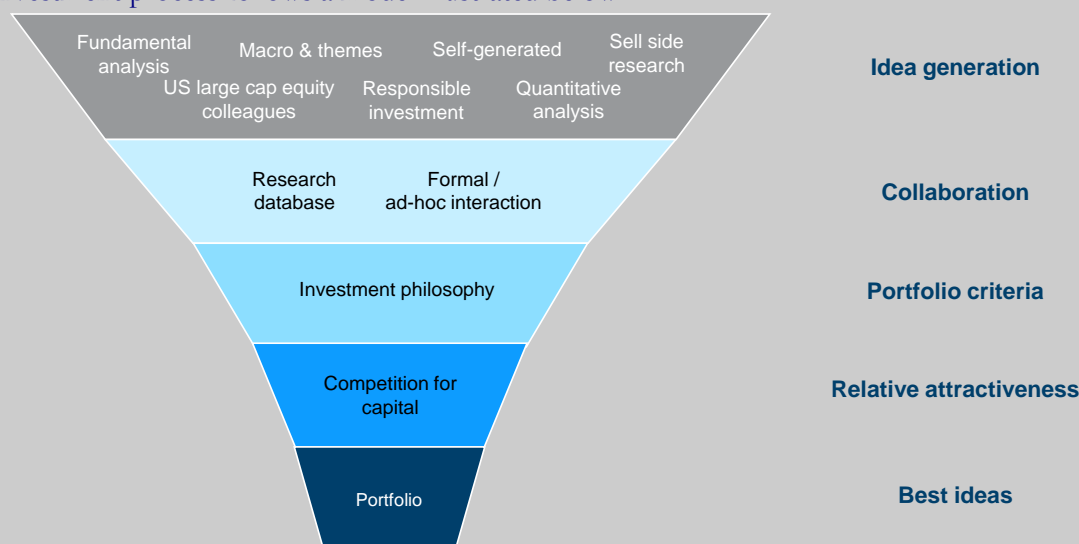 Fundamental
analysis
Macro & themes
Self-generated
Sell side
research
US large cap equity
colleagues
Responsible
investment
Quantitative
analysis
Idea generation
Research
database
Formal /
ad-hoc interaction
Collaboration
Investment philosophy
Portfolio criteria
Competition for
capital
Relative attractiveness
Portfolio
Best ideas